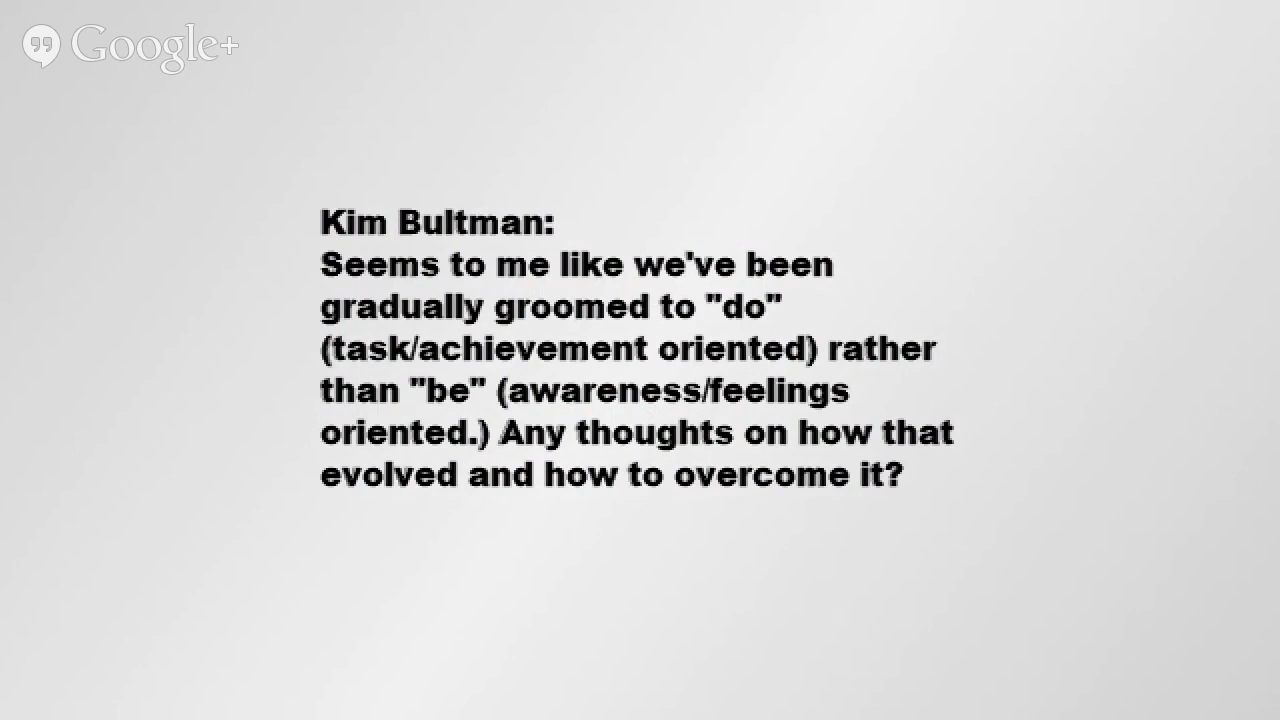 Google+
Kim Bultman:
Seems to me like we've been
gradually groomed to "do"
(task/achievement oriented) rather
than "be" (awareness/feelings
oriented.) Any thoughts on how that
evolved and how to overcome it?